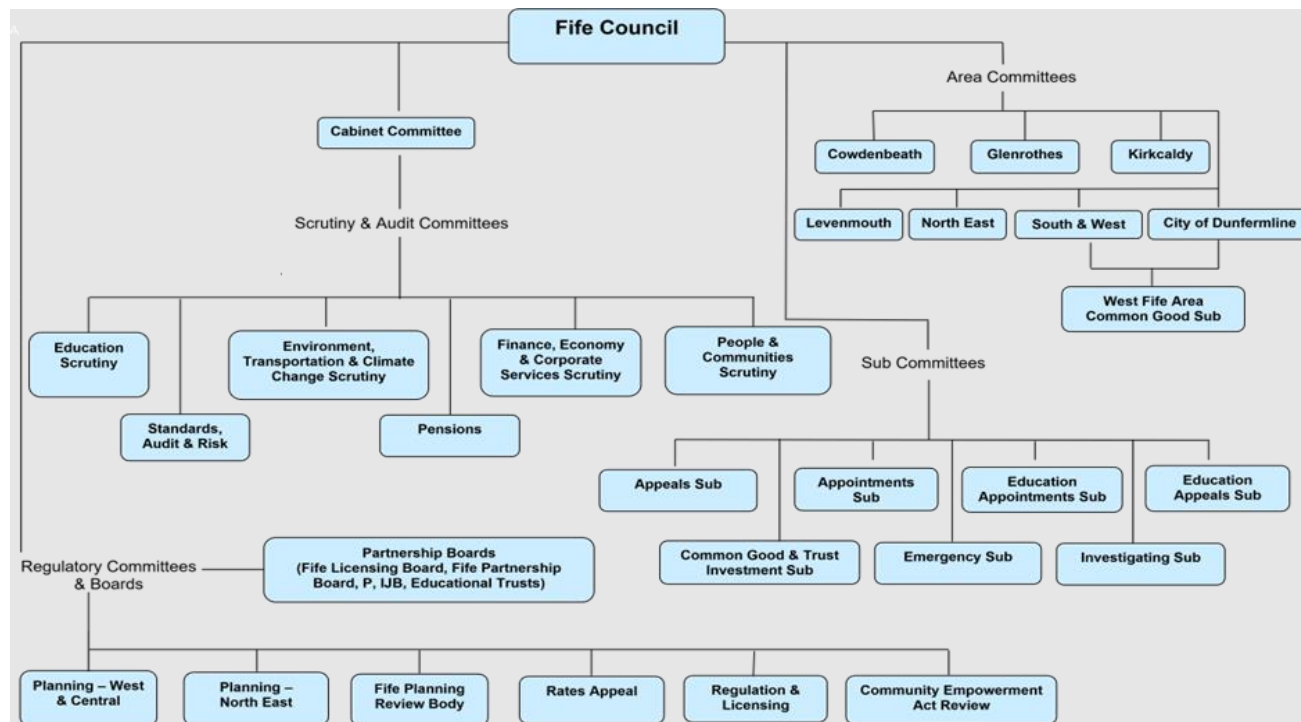 Fife Council
A
Area Committees
Cabinet Committee
Cowdenbeath
Glenrothes
Kirkcaldy
Scrutiny & Audit Committees
Levenmouth
North East
South & West
City of Dunfermline
West Fife Area
Common Good Sub
Education
Scrutiny
Environment,
Transportation & Climate
Change Scrutiny
Finance, Economy
& Corporate
Services Scrutiny
People &
Communities
Scrutiny
Sub Committees
Standards,
Audit & Risk
Pensions
Appeals Sub
Appointments
Sub
Education
Appointments Sub
Education
Appeals Sub
Common Good & Trust
Investment Sub
Emergency Sub
Investigating Sub
Regulatory Committees
& Boards
Partnership Boards
(Fife Licensing Board, Fife Partnership
Board, P, IJB, Educational Trusts)
Planning – West
& Central
Planning –
North East
Fife Planning
Review Body
Rates Appeal
Regulation &
Licensing
Community Empowerment
Act Review